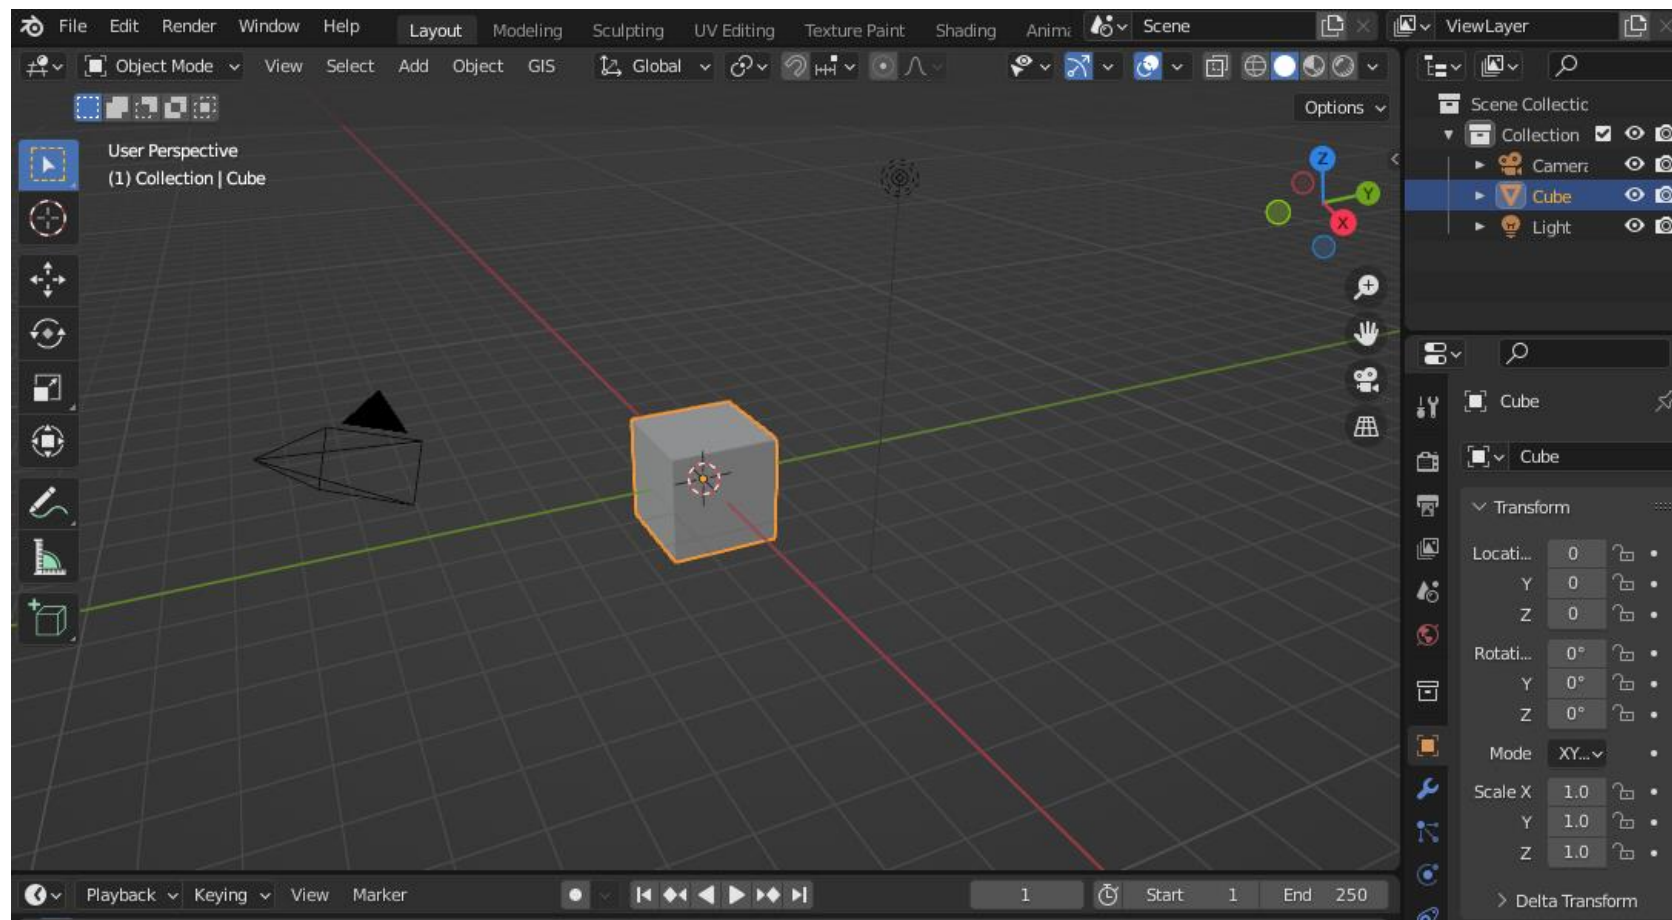 File Edit Render Window Help Layout Modeling Sculpting UV Editing Texture Paint Shading Anima Scene ViewLayer
Object Mode View Select Add Object GIS Global
Options
User Perspective
(1) Collection | Cube
Z
Y
X
Scene Collectic
Collection
Camera
Cube
Light
Cube
Cube
Transform
Locati... 0
Y 0
Z 0
Rotati... 0°
Y 0°
Z 0°
Mode XY...
Scale X 1.0
Y 1.0
Z 1.0
Delta Transform
Playback Keying View Marker 1 Start 1 End 250